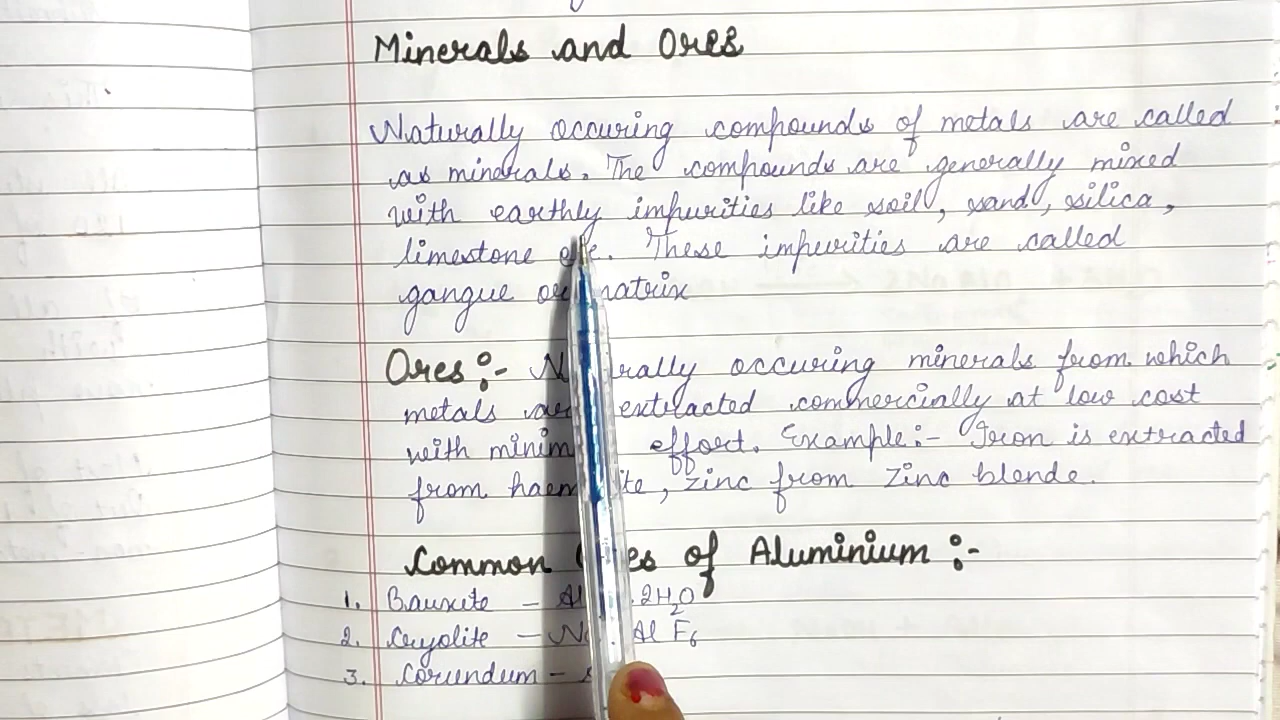 Minerals and Ores
Naturally occuring compounds of metals are called
as minerals. The compounds are generally mixed
with earthly impurities like soil, sand, silica,
limestone etc. These impurities are called
gangue or matrix
Ores:- Naturally occuring minerals from which
metals are extracted commercially at low cost
with minimum effort. Example:- Iron is extracted
from haematite, zinc from Zinc blende.
Common Ores of Aluminium :-
1. Bauxite - Al .2H2O
2. Cryolite - Na AlF6
3. Corundum -